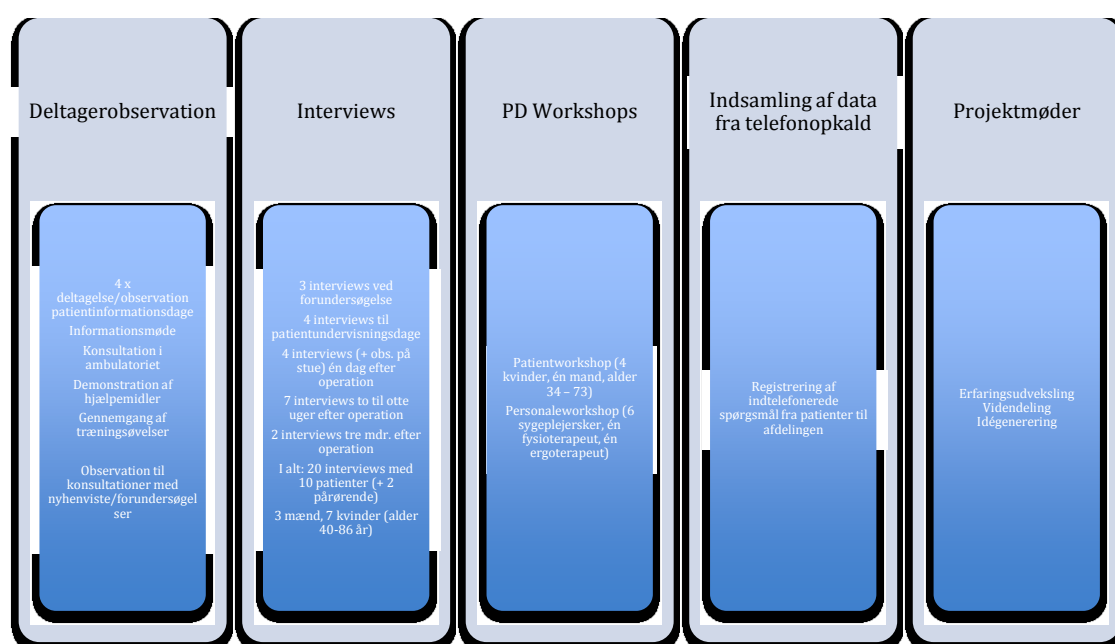 Deltagerobservation
4 x
deltagelse/observation
patientinformationsdage
Informationsmøde
Konsultation i
ambulatoriet
Demonstration af
hjælpemidler
Gennemgang af
træningsøvelser
Observation til
konsultationer med
nyhenviste/forundersøgel
ser
Interviews
3 interviews ved
forundersøgelse
4 interviews til
patientundervisningsdage
4 interviews (+ obs. på
stue) én dag efter
operation
7 interviews to til otte
uger efter operation
2 interviews tre mdr. efter
operation
I alt: 20 interviews med
10 patienter (+ 2
pårørende)
3 mænd, 7 kvinder (alder
40-86 år)
PD Workshops
Patientworkshop (4
kvinder, én mand, alder
34 – 73)
Personaleworkshop (6
sygeplejersker, én
fysioterapeut, én
ergoterapeut)
Indsamling af data
fra telefonopkald
Registrering af
indtelefonerede
spørgsmål fra patienter til
afdelingen
Projektmøder
Erfaringsudveksling
Videndeling
Idégenerering